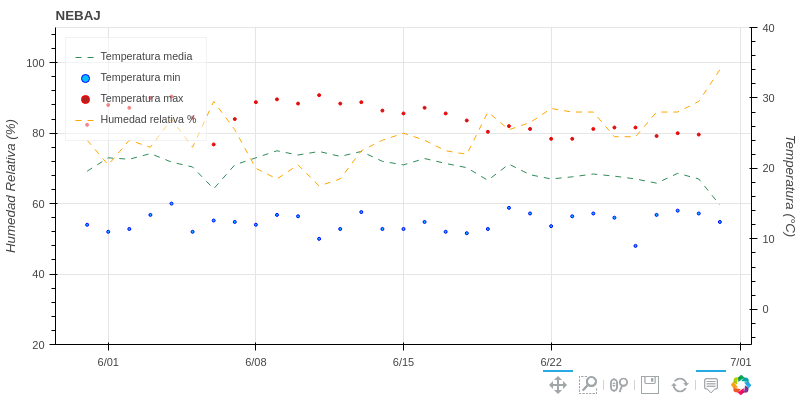 NEBAJ
Temperatura media
Temperatura min
Temperatura max
Humedad relativa %
Humedad Relativa (%)
100
80
60
40
20
Temperatura (°C)
40
30
20
10
0
6/01 6/08 6/15 6/22 7/01